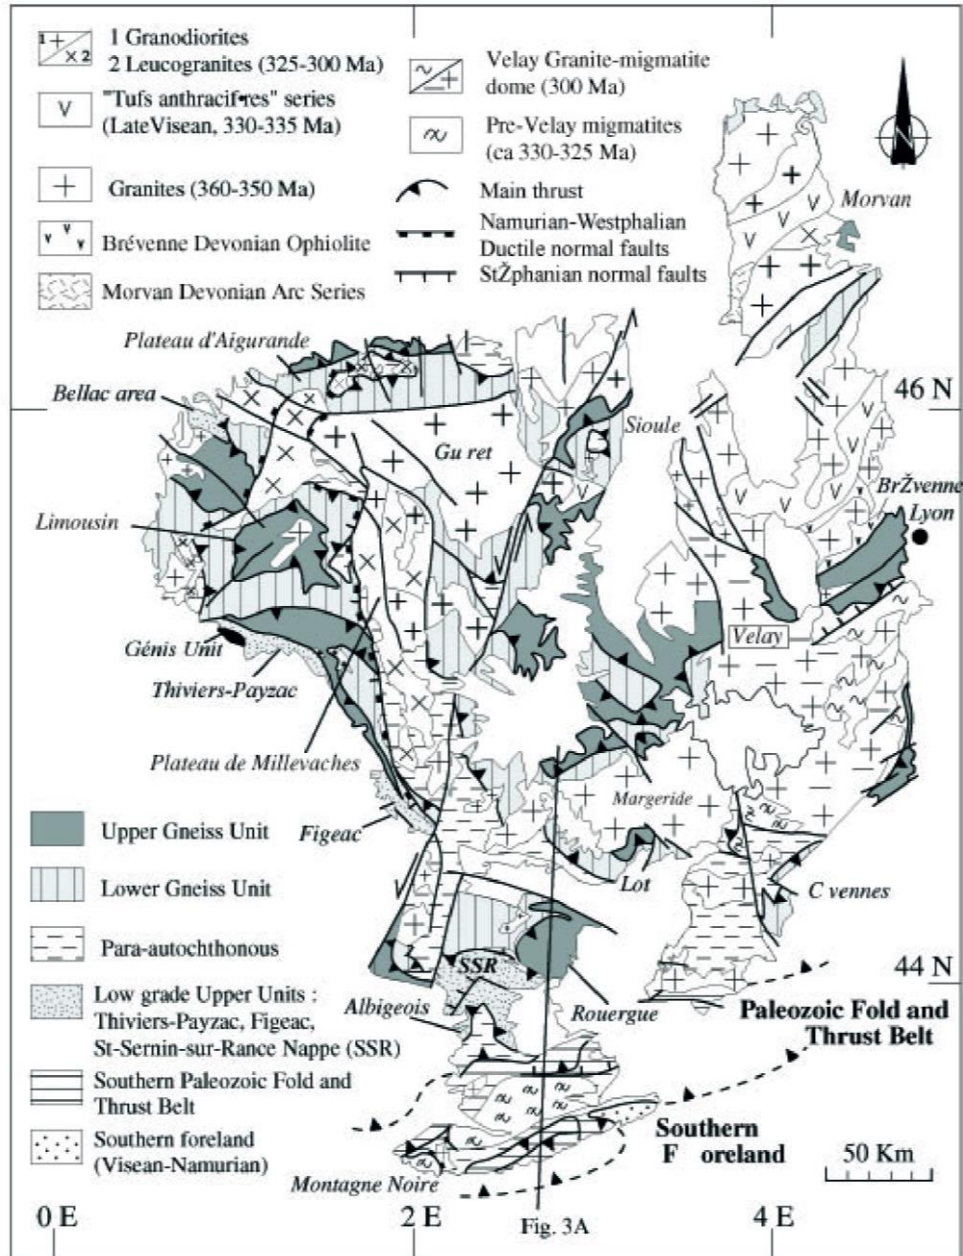 1 + × 2
1 Granodiorites
2 Leucogranites (325-300 Ma)
V
"Tufs anthracif•res" series
(LateVisean, 330-335 Ma)
Granites (360-350 Ma)
Brévenne Devonian Ophiolite
Morvan Devonian Arc Series
Velay Granite-migmatite
dome (300 Ma)
Pre-Velay migmatites
(ca 330-325 Ma)
Main thrust
Namurian-Westphalian
Ductile normal faults
StŽphanian normal faults
N
Morvan
Plateau d'Aigurande
Bellac area
46 N
Sioule
Gu ret
BrŽvenne
Lyon
Limousin
Génis Unit
Velay
Thiviers-Payzac
Plateau de Millevaches
Margeride
Figeac
Lot
C vennes
Upper Gneiss Unit
Lower Gneiss Unit
Para-autochthonous
Low grade Upper Units :
Thiviers-Payzac, Figeac,
St-Sernin-sur-Rance Nappe (SSR)
Southern Paleozoic Fold and
Thrust Belt
Southern foreland
(Visean-Namurian)
SSR
44 N
Albigeois
Rouergue
Paleozoic Fold and
Thrust Belt
Southern
F oreland
Montagne Noire
50 Km
0 E
2 E
Fig. 3A
4 E